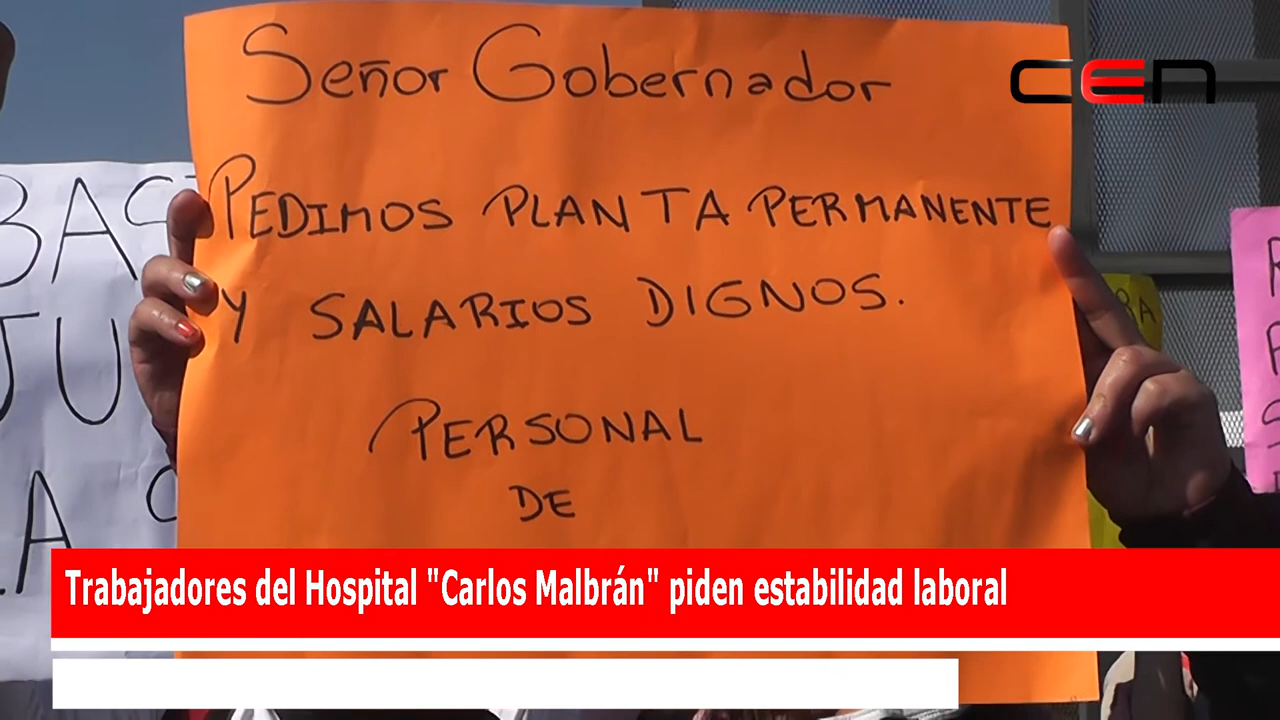 Señor Gobernador
PEDIMOS PLANTA PERMANENTE
Y SALARIOS DIGNOS.
PERSONAL
DE
CEN
Trabajadores del Hospital "Carlos Malbrán" piden estabilidad laboral